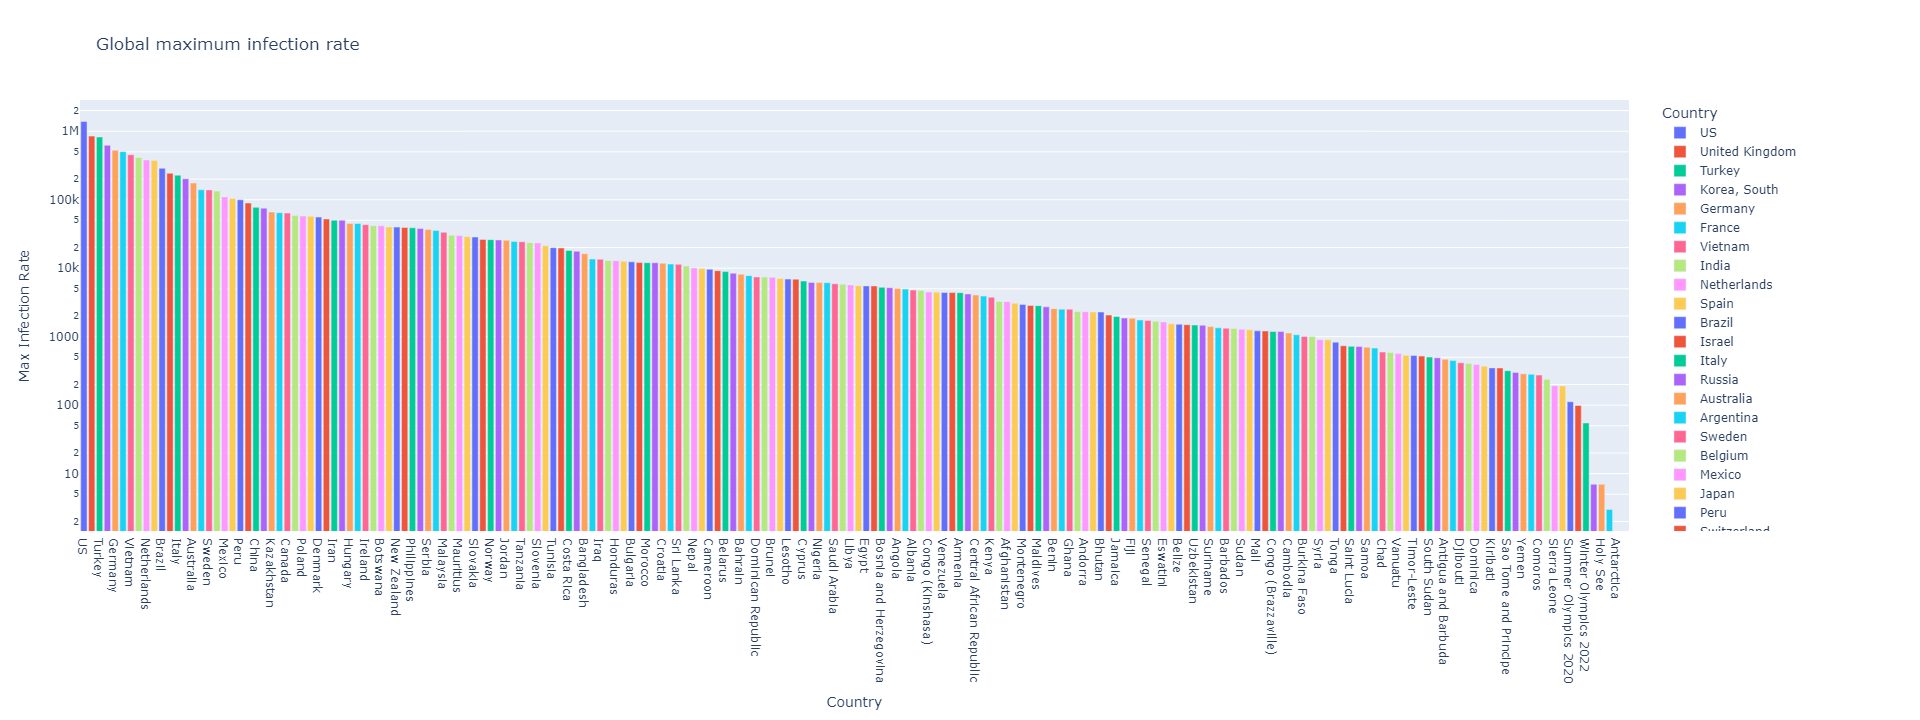 Global maximum infection rate
Max Infection Rate
2
1M
5
2
100k
5
2
10k
5
2
1000
5
2
100
5
2
10
5
2
US
Turkey
Germany
Vietnam
Netherlands
Brazil
Italy
Australia
Sweden
Mexico
Peru
China
Kazakhstan
Canada
Poland
Denmark
Iran
Hungary
Ireland
Botswana
New Zealand
Philippines
Serbia
Malaysia
Mauritius
Slovakia
Norway
Jordan
Tanzania
Slovenia
Tunisia
Costa Rica
Bangladesh
Iraq
Honduras
Bulgaria
Morocco
Croatia
Sri Lanka
Nepal
Cameroon
Belarus
Bahrain
Dominican Republic
Brunei
Lesotho
Cyprus
Nigeria
Saudi Arabia
Libya
Egypt
Bosnia and Herzegovina
Angola
Albania
Congo (Kinshasa)
Venezuela
Armenia
Central African Republic
Kenya
Afghanistan
Montenegro
Maldives
Benin
Ghana
Andorra
Bhutan
Jamaica
Fiji
Senegal
Eswatini
Belize
Uzbekistan
Suriname
Barbados
Sudan
Mali
Congo (Brazzaville)
Cambodia
Burkina Faso
Syria
Tonga
Saint Lucia
Samoa
Chad
Vanuatu
Timor-Leste
South Sudan
Antigua and Barbuda
Djibouti
Dominica
Kiribati
Sao Tome and Principe
Yemen
Comoros
Sierra Leone
Summer Olympics 2020
Winter Olympics 2022
Holy See
Antarctica
Country
Country
US
United Kingdom
Turkey
Korea, South
Germany
France
Vietnam
India
Netherlands
Spain
Brazil
Israel
Italy
Russia
Australia
Argentina
Sweden
Belgium
Mexico
Japan
Peru
Switzerland